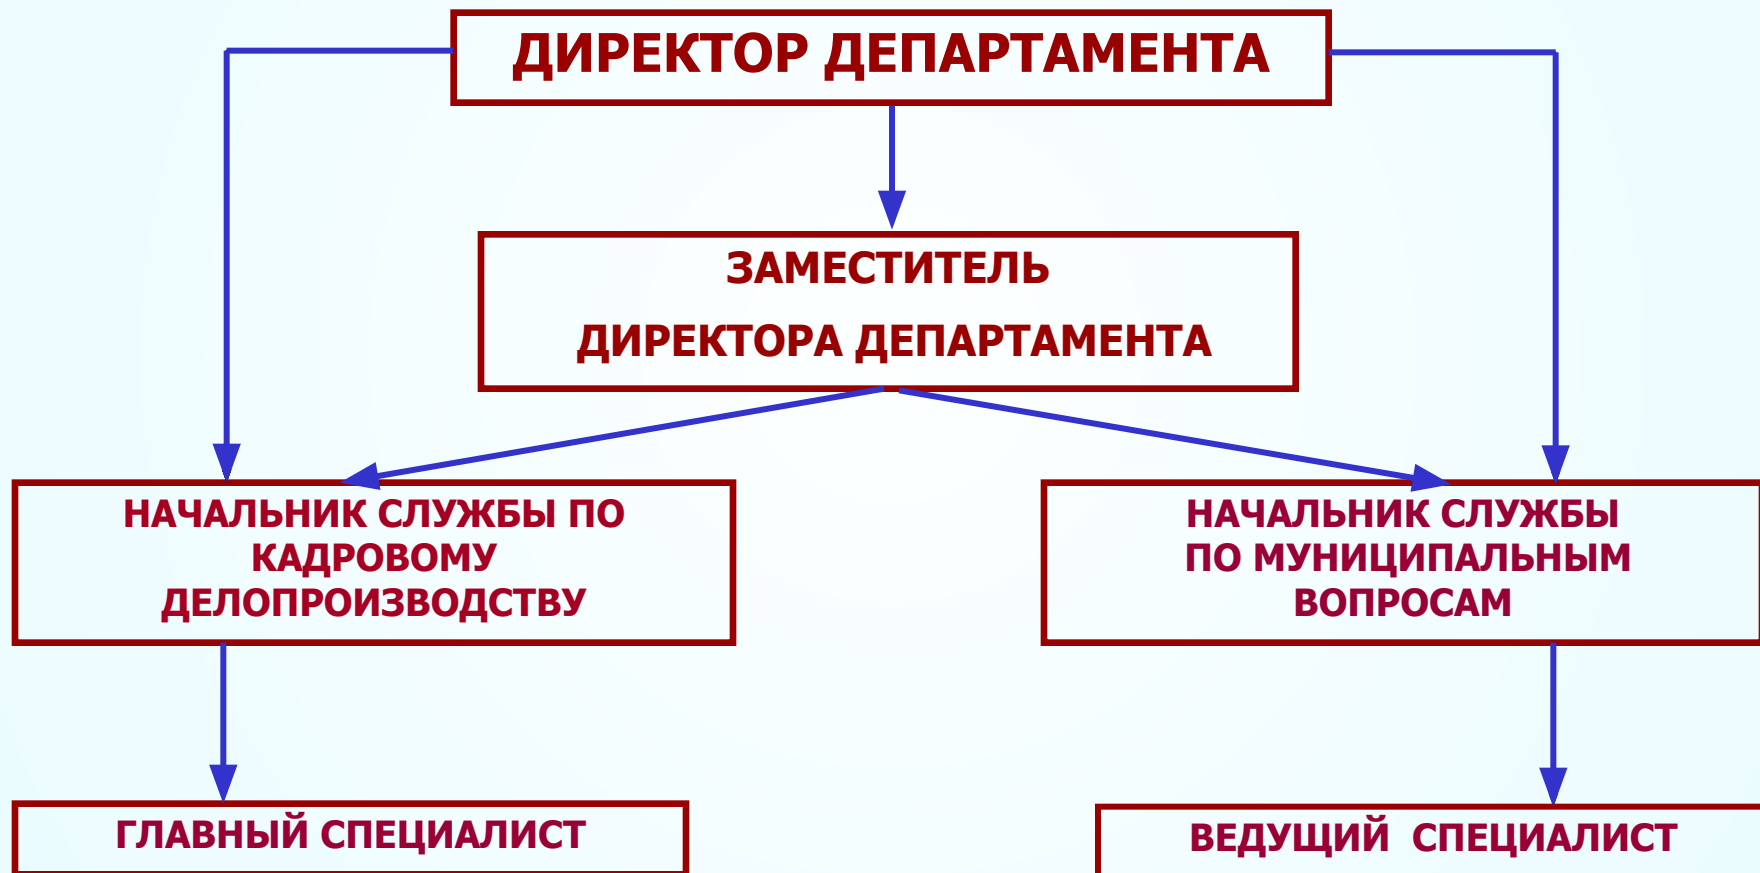 ДИРЕКТОР ДЕПАРТАМЕНТА
ЗАМЕСТИТЕЛЬ
ДИРЕКТОРА ДЕПАРТАМЕНТА
НАЧАЛЬНИК СЛУЖБЫ ПО
КАДРОВОМУ
ДЕЛОПРОИЗВОДСТВУ
НАЧАЛЬНИК СЛУЖБЫ
ПО МУНИЦИПАЛЬНЫМ
ВОПРОСАМ
ГЛАВНЫЙ СПЕЦИАЛИСТ
ВЕДУЩИЙ СПЕЦИАЛИСТ